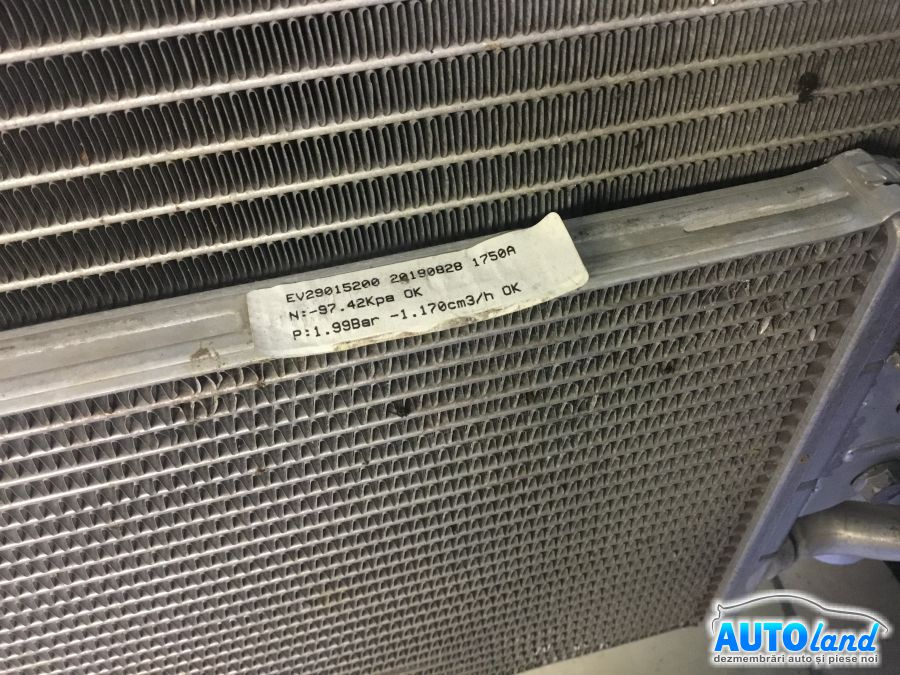 EV29015200 20190828 1750A
N:-97.42Kpa OK
P:1.99Bar -1.170cm3/h OK
AUTOland
dezmembrări auto și piese noi